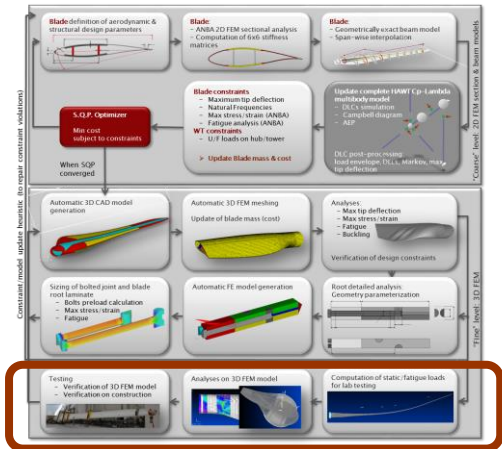 Blade definition of aerodynamic &
structural design parameters
Blade:
- ANBA 2D FEM sectional analysis
- Computation of 6x6 stiffness
matrices
Blade:
- Geometrically exact beam model
- Span-wise interpolation
"Coarse" level: 2D FEM section & beam models
Constraint/model update heuristic (to repair constraint violations)
S.Q.P. Optimizer
Min cost
subject to constraints
Blade constraints
- Maximum tip deflection
- Natural Frequencies
- Max stress/strain (ANBA)
- Fatigue analysis (ANBA)
WT constraints
- U/F loads on hub/tower
> Update Blade mass & cost
Update complete HAWT Cp-Lambda
multibody model
- DLCs simulation
- Campbell diagram
- AEP
DLC post-processing:
load envelope, DELs, Markov, max
tip deflection
When SQP
converged
Automatic 3D CAD model
generation
Automatic 3D FEM meshing
Update of blade mass (cost)
Analyses:
- Max tip deflection
- Max stress/strain
- Fatigue
- Buckling
Verification of design constraints
"Fine" level: 3D FEM
Sizing of bolted joint and blade
root laminate
- Bolts preload calculation
- Max stress/strain
- Fatigue
Automatic FE model generation
Root detailed analysis:
Geometry parameterization
Testing
- Verification of 3D FEM model
- Verification on construction
Analyses on 3D FEM model
Computation of static/fatigue loads
for lab testing